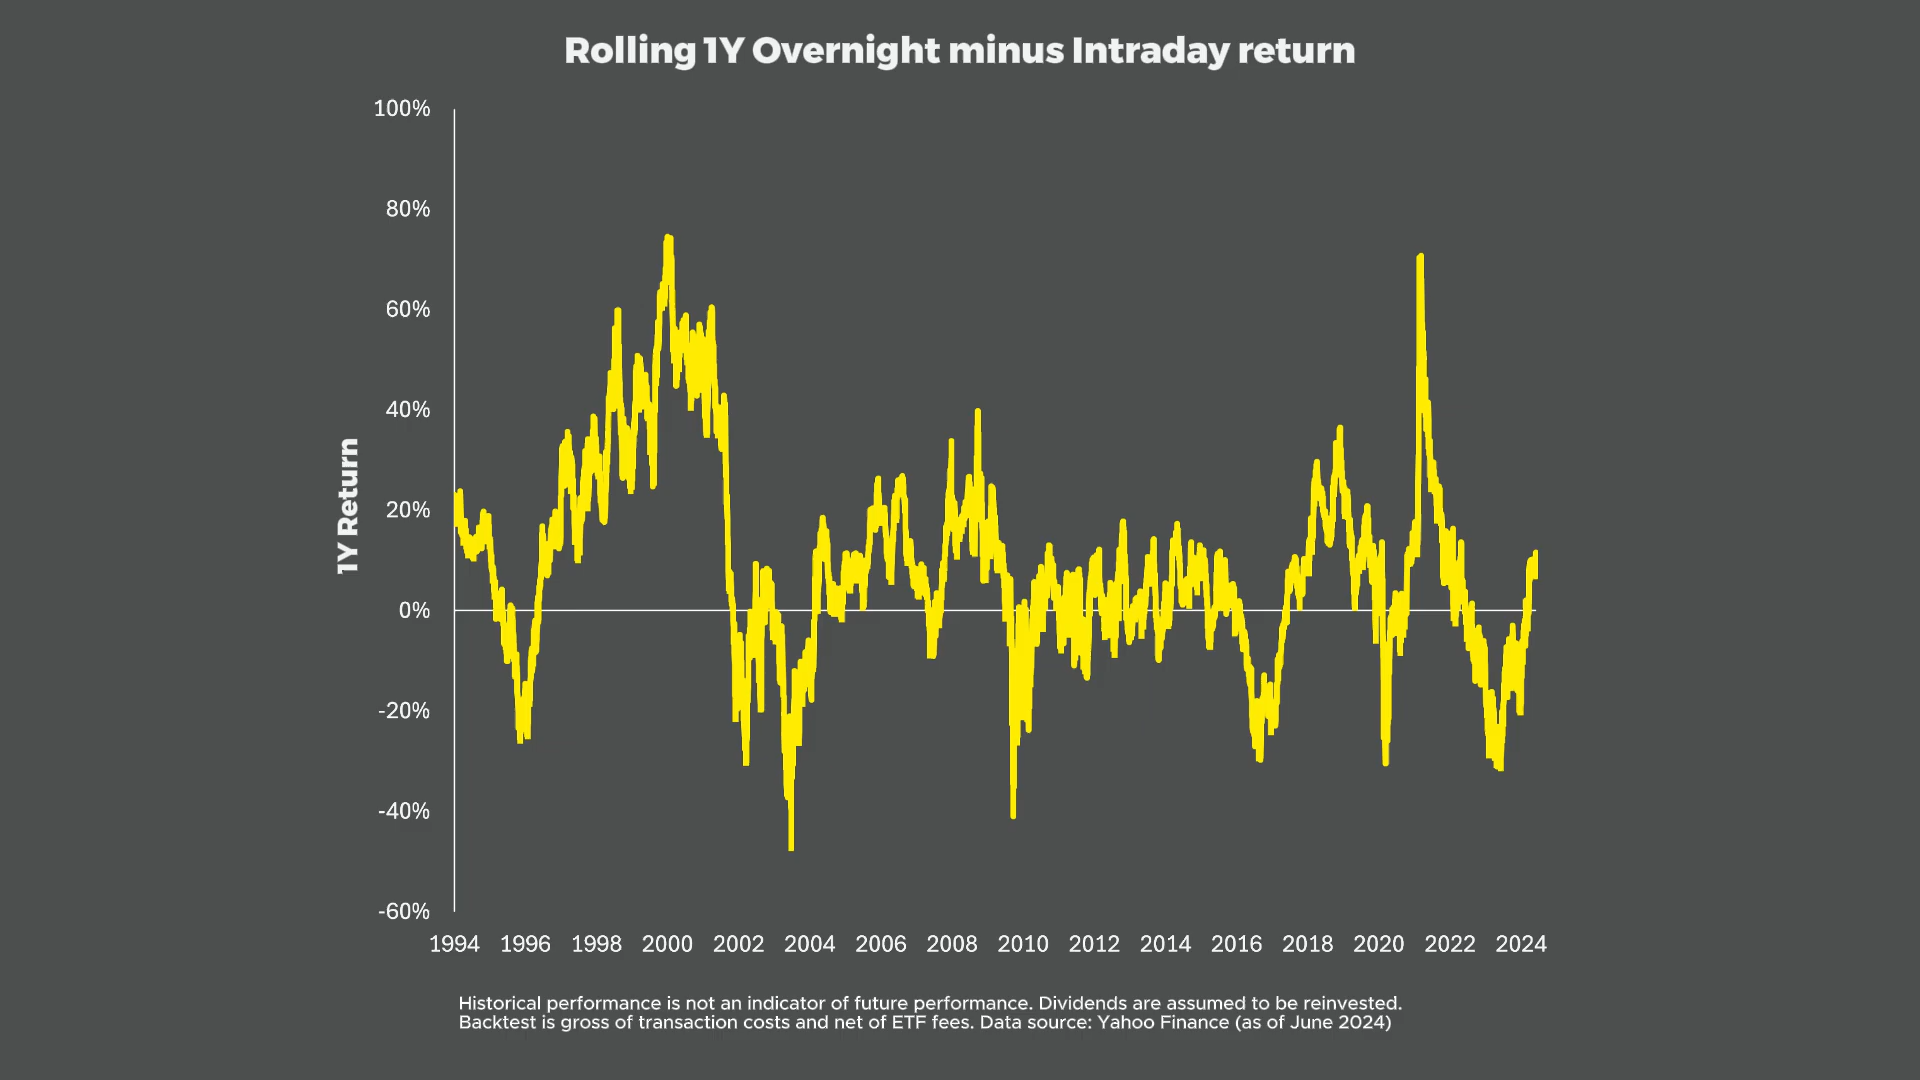 Rolling 1Y Overnight minus Intraday return
1Y Return
100%
80%
60%
40%
20%
0%
-20%
-40%
-60%
1994 1996 1998 2000 2002 2004 2006 2008 2010 2012 2014 2016 2018 2020 2022 2024
Historical performance is not an indicator of future performance. Dividends are assumed to be reinvested.
Backtest is gross of transaction costs and net of ETF fees. Data source: Yahoo Finance (as of June 2024)